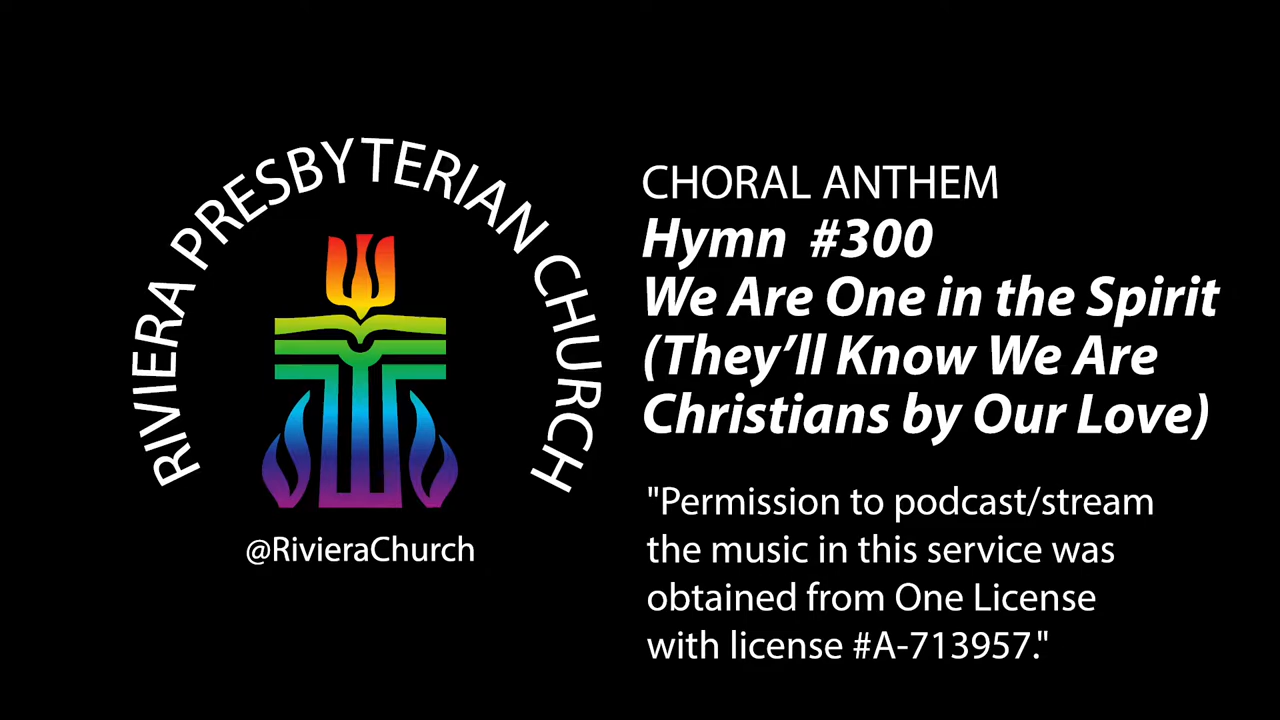 RIVIERA PRESBYTERIAN CHURCH
@RivieraChurch
CHORAL ANTHEM
Hymn #300
We Are One in the Spirit
(They’ll Know We Are
Christians by Our Love)
"Permission to podcast/stream
the music in this service was
obtained from One License
with license #A-713957."